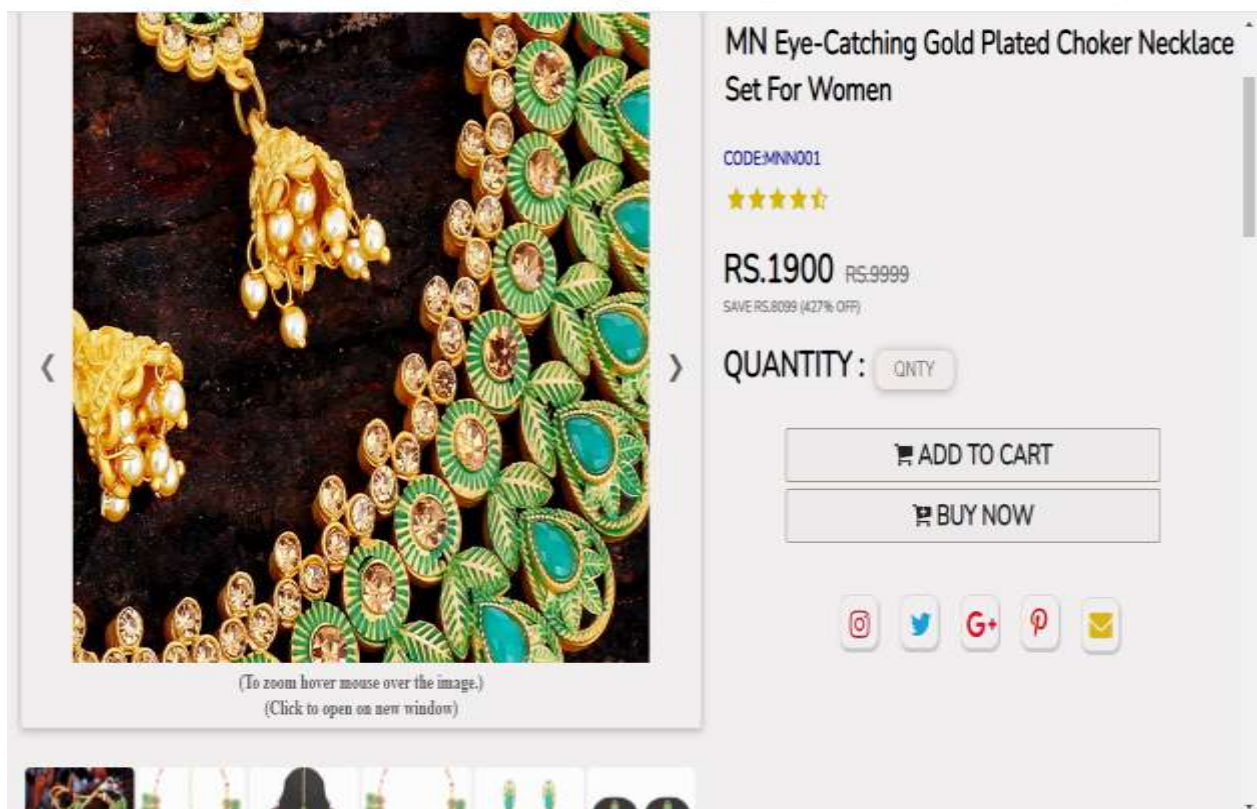 MN Eye-Catching Gold Plated Choker Necklace
Set For Women
CODE:MNN001
RS.1900 RS.9999
SAVE RS.8099 (427% OFF)
QUANTITY : QNTY
ADD TO CART
BUY NOW
G+
(To zoom hover mouse over the image.)
(Click to open on new window)